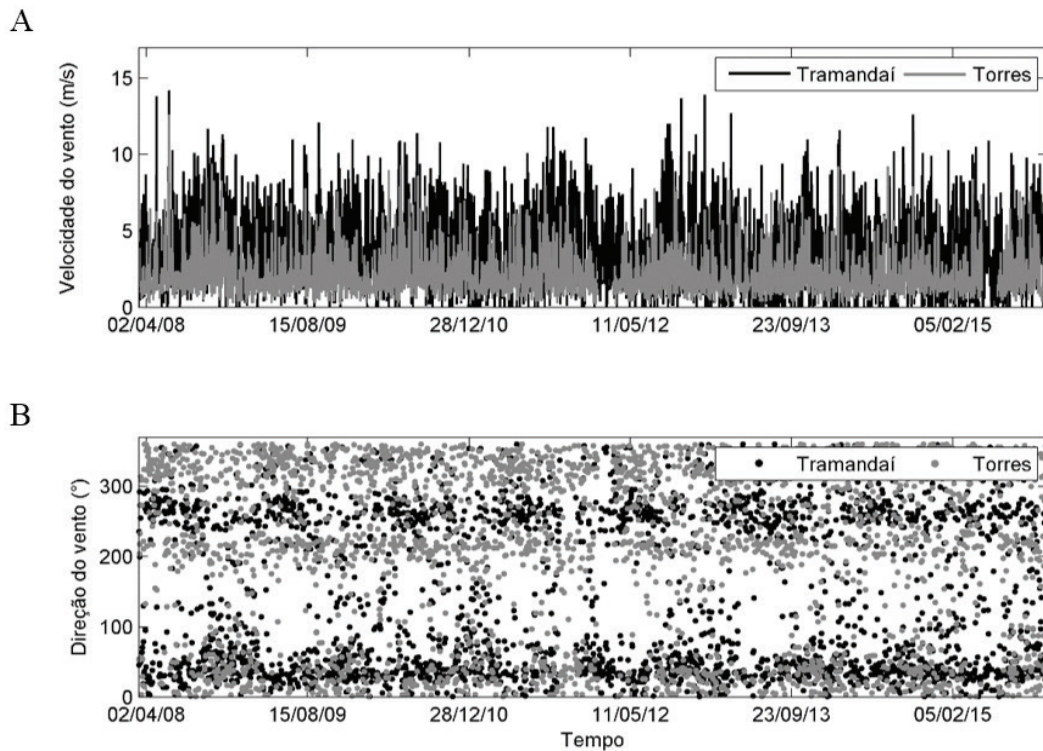 A
Velocidade do vento (m/s)
15
10
5
0
Tramandaí Torres
02/04/08 15/08/09 28/12/10 11/05/12 23/09/13 05/02/15
B
Direção do vento (°)
300
200
100
0
Tramandaí Torres
02/04/08 15/08/09 28/12/10 11/05/12 23/09/13 05/02/15
Tempo